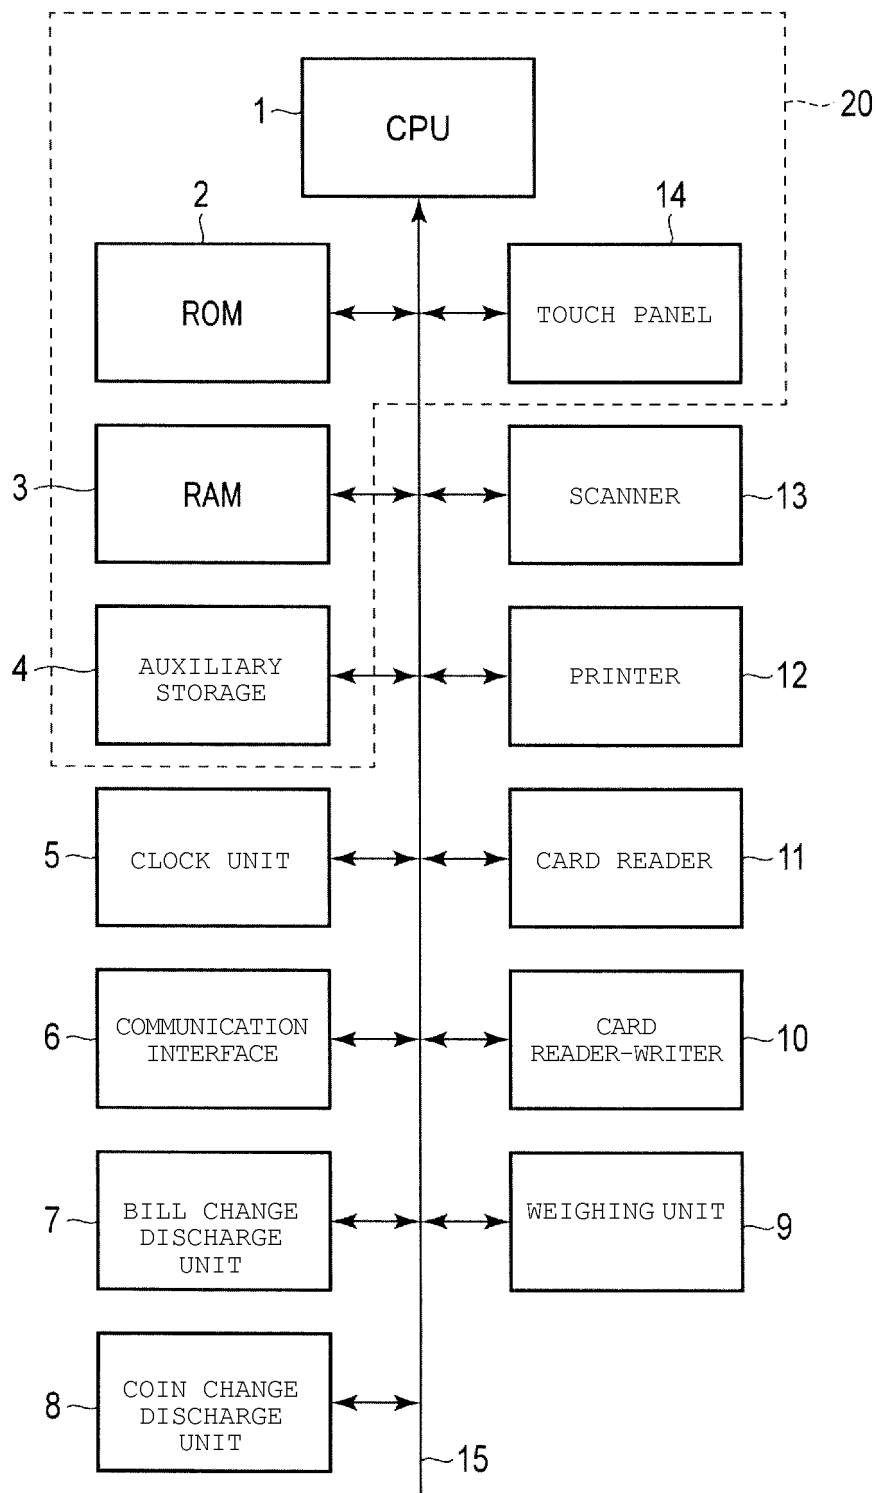 1
CPU
20
2
ROM
14
TOUCH PANEL
3
RAM
SCANNER
13
4
AUXILIARY
STORAGE
PRINTER
12
5
CLOCK UNIT
CARD READER
11
6
COMMUNICATION
INTERFACE
CARD
READER-WRITER
10
7
BILL CHANGE
DISCHARGE
UNIT
WEIGHING UNIT
9
8
COIN CHANGE
DISCHARGE
UNIT
15